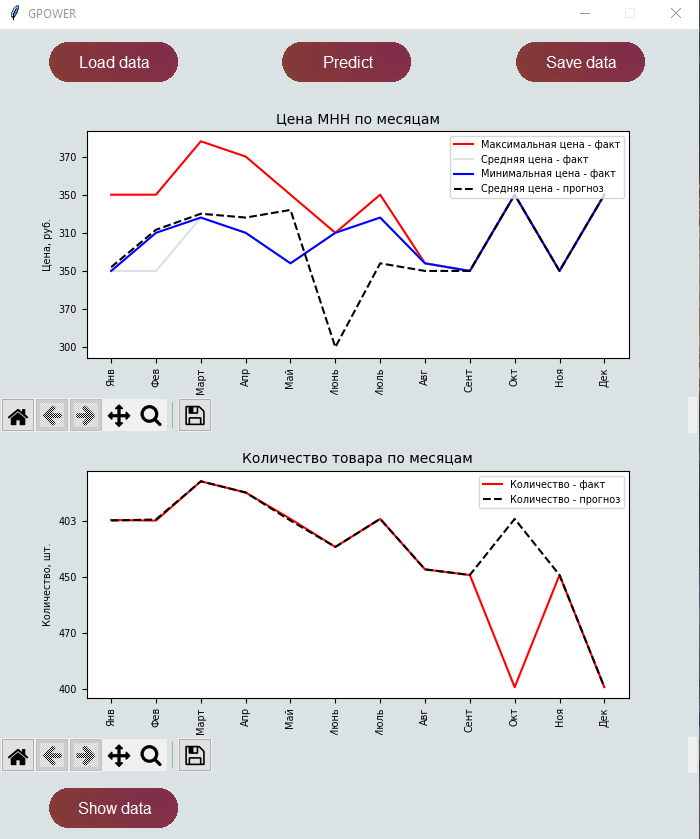 GPOWER
Load data
Predict
Save data
Цена МНН по месяцам
Максимальная цена - факт
Средняя цена - факт
Минимальная цена - факт
Средняя цена - прогноз
Цена, руб.
370
350
310
350
370
300
Янв
Фев
Март
Апр
Май
Июнь
Июль
Авг
Сент
Окт
Ноя
Дек
Количество товара по месяцам
Количество - факт
Количество - прогноз
Количество, шт.
403
450
470
400
Янв
Фев
Март
Апр
Май
Июнь
Июль
Авг
Сент
Окт
Ноя
Дек
Show data